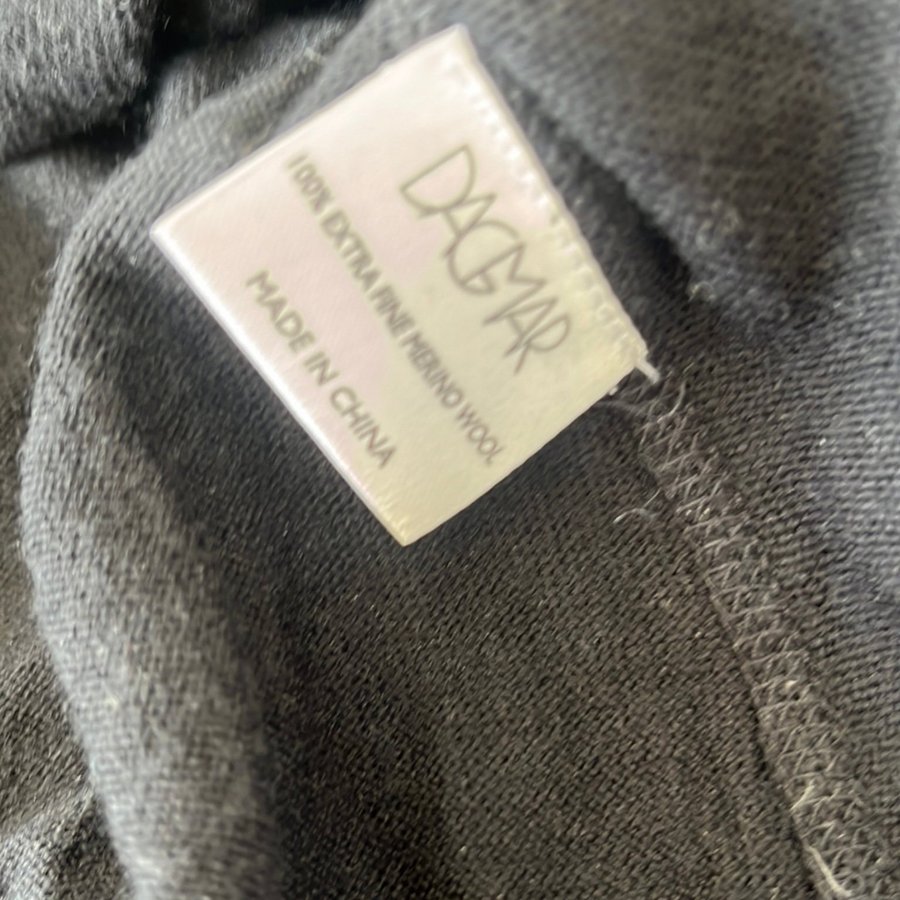 DAGMAR
100% EXTRA FINE MERINO WOOL
MADE IN CHINA